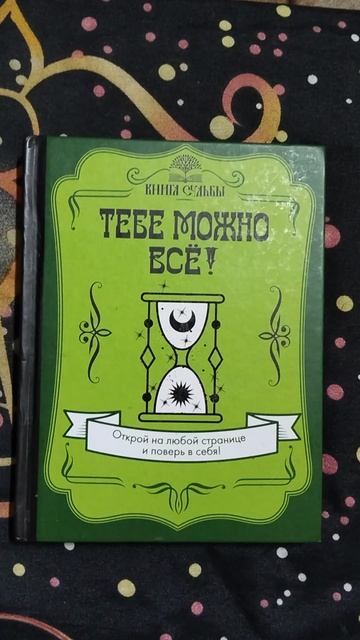 КНИГА СУДЬБЫ
ТЕБЕ МОЖНО
ВСЁ!
Открой на любой странице
и поверь в себя!